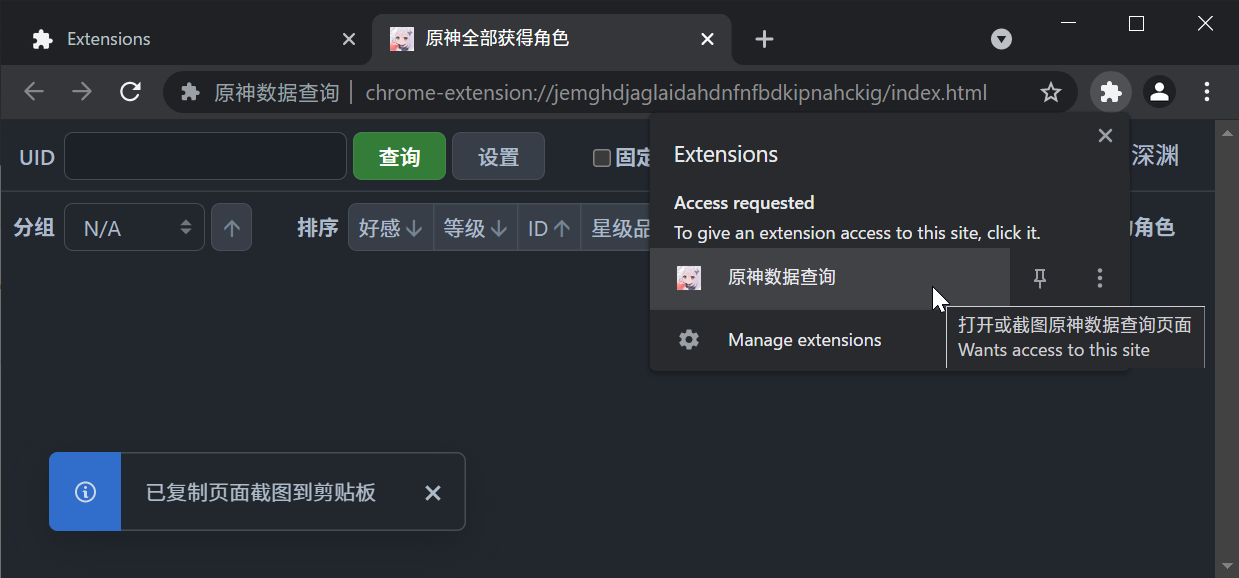 Extensions
原神全部获得角色
原神数据查询 | chrome-extension://jemghdjaglaidahdnfnfbdkipnahckig/index.html
UID
查询
设置
固定
深渊
分组
N/A
排序
好感↓
等级↓
ID↑
星级品
角色
Extensions
Access requested
To give an extension access to this site, click it.
原神数据查询
Manage extensions
打开或截图原神数据查询页面
Wants access to this site
已复制页面截图到剪贴板